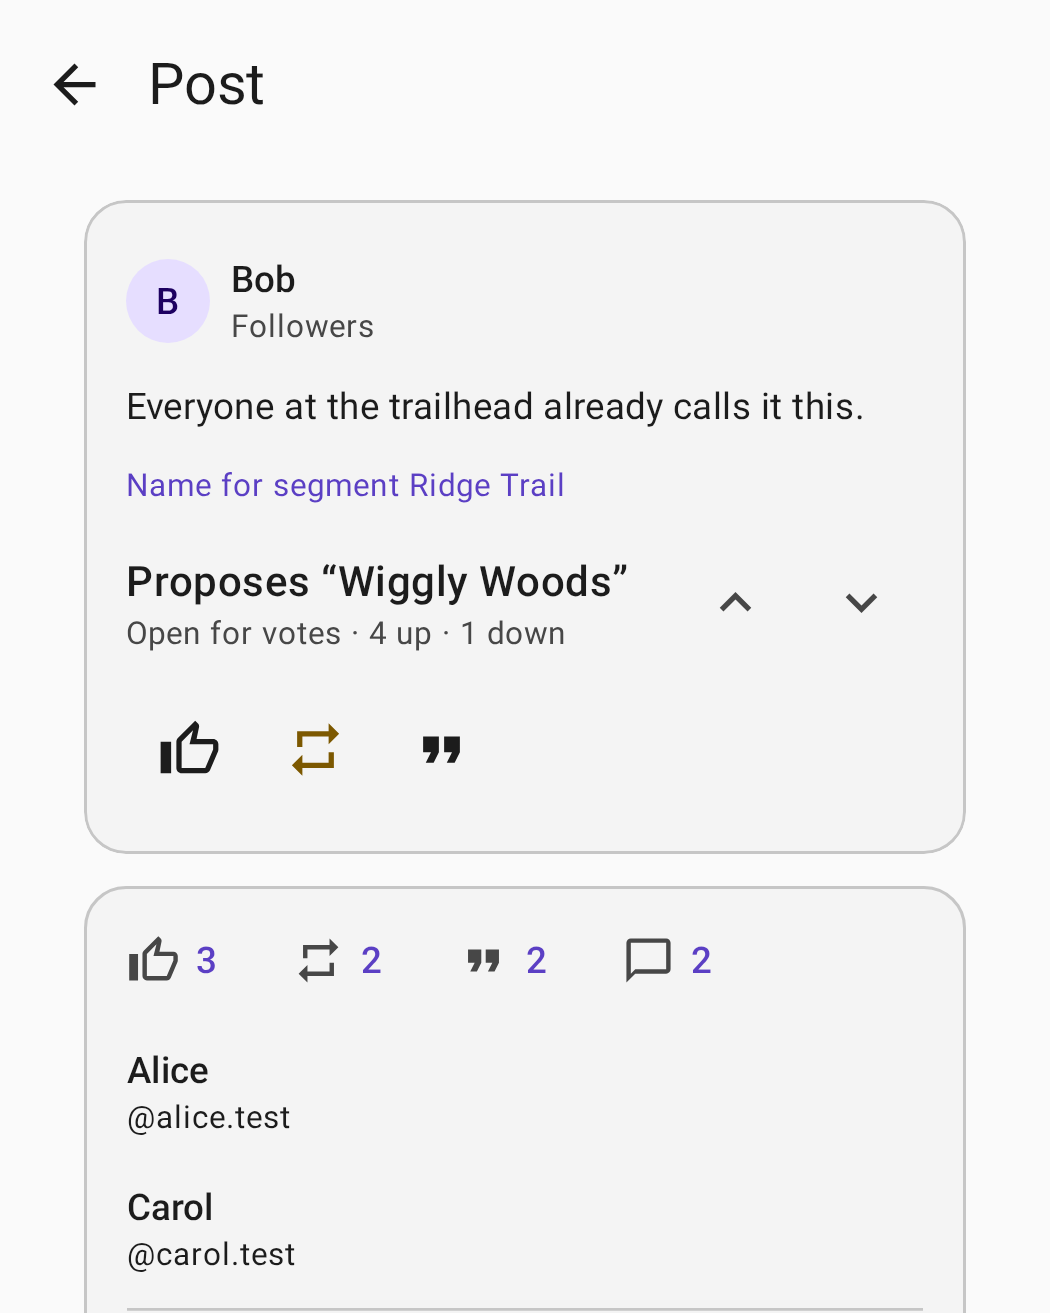 Post
B
Bob
Followers
Everyone at the trailhead already calls it this.
Name for segment Ridge Trail
Proposes “Wiggly Woods”
Open for votes · 4 up · 1 down
3 2 2 2
Alice
@alice.test
Carol
@carol.test